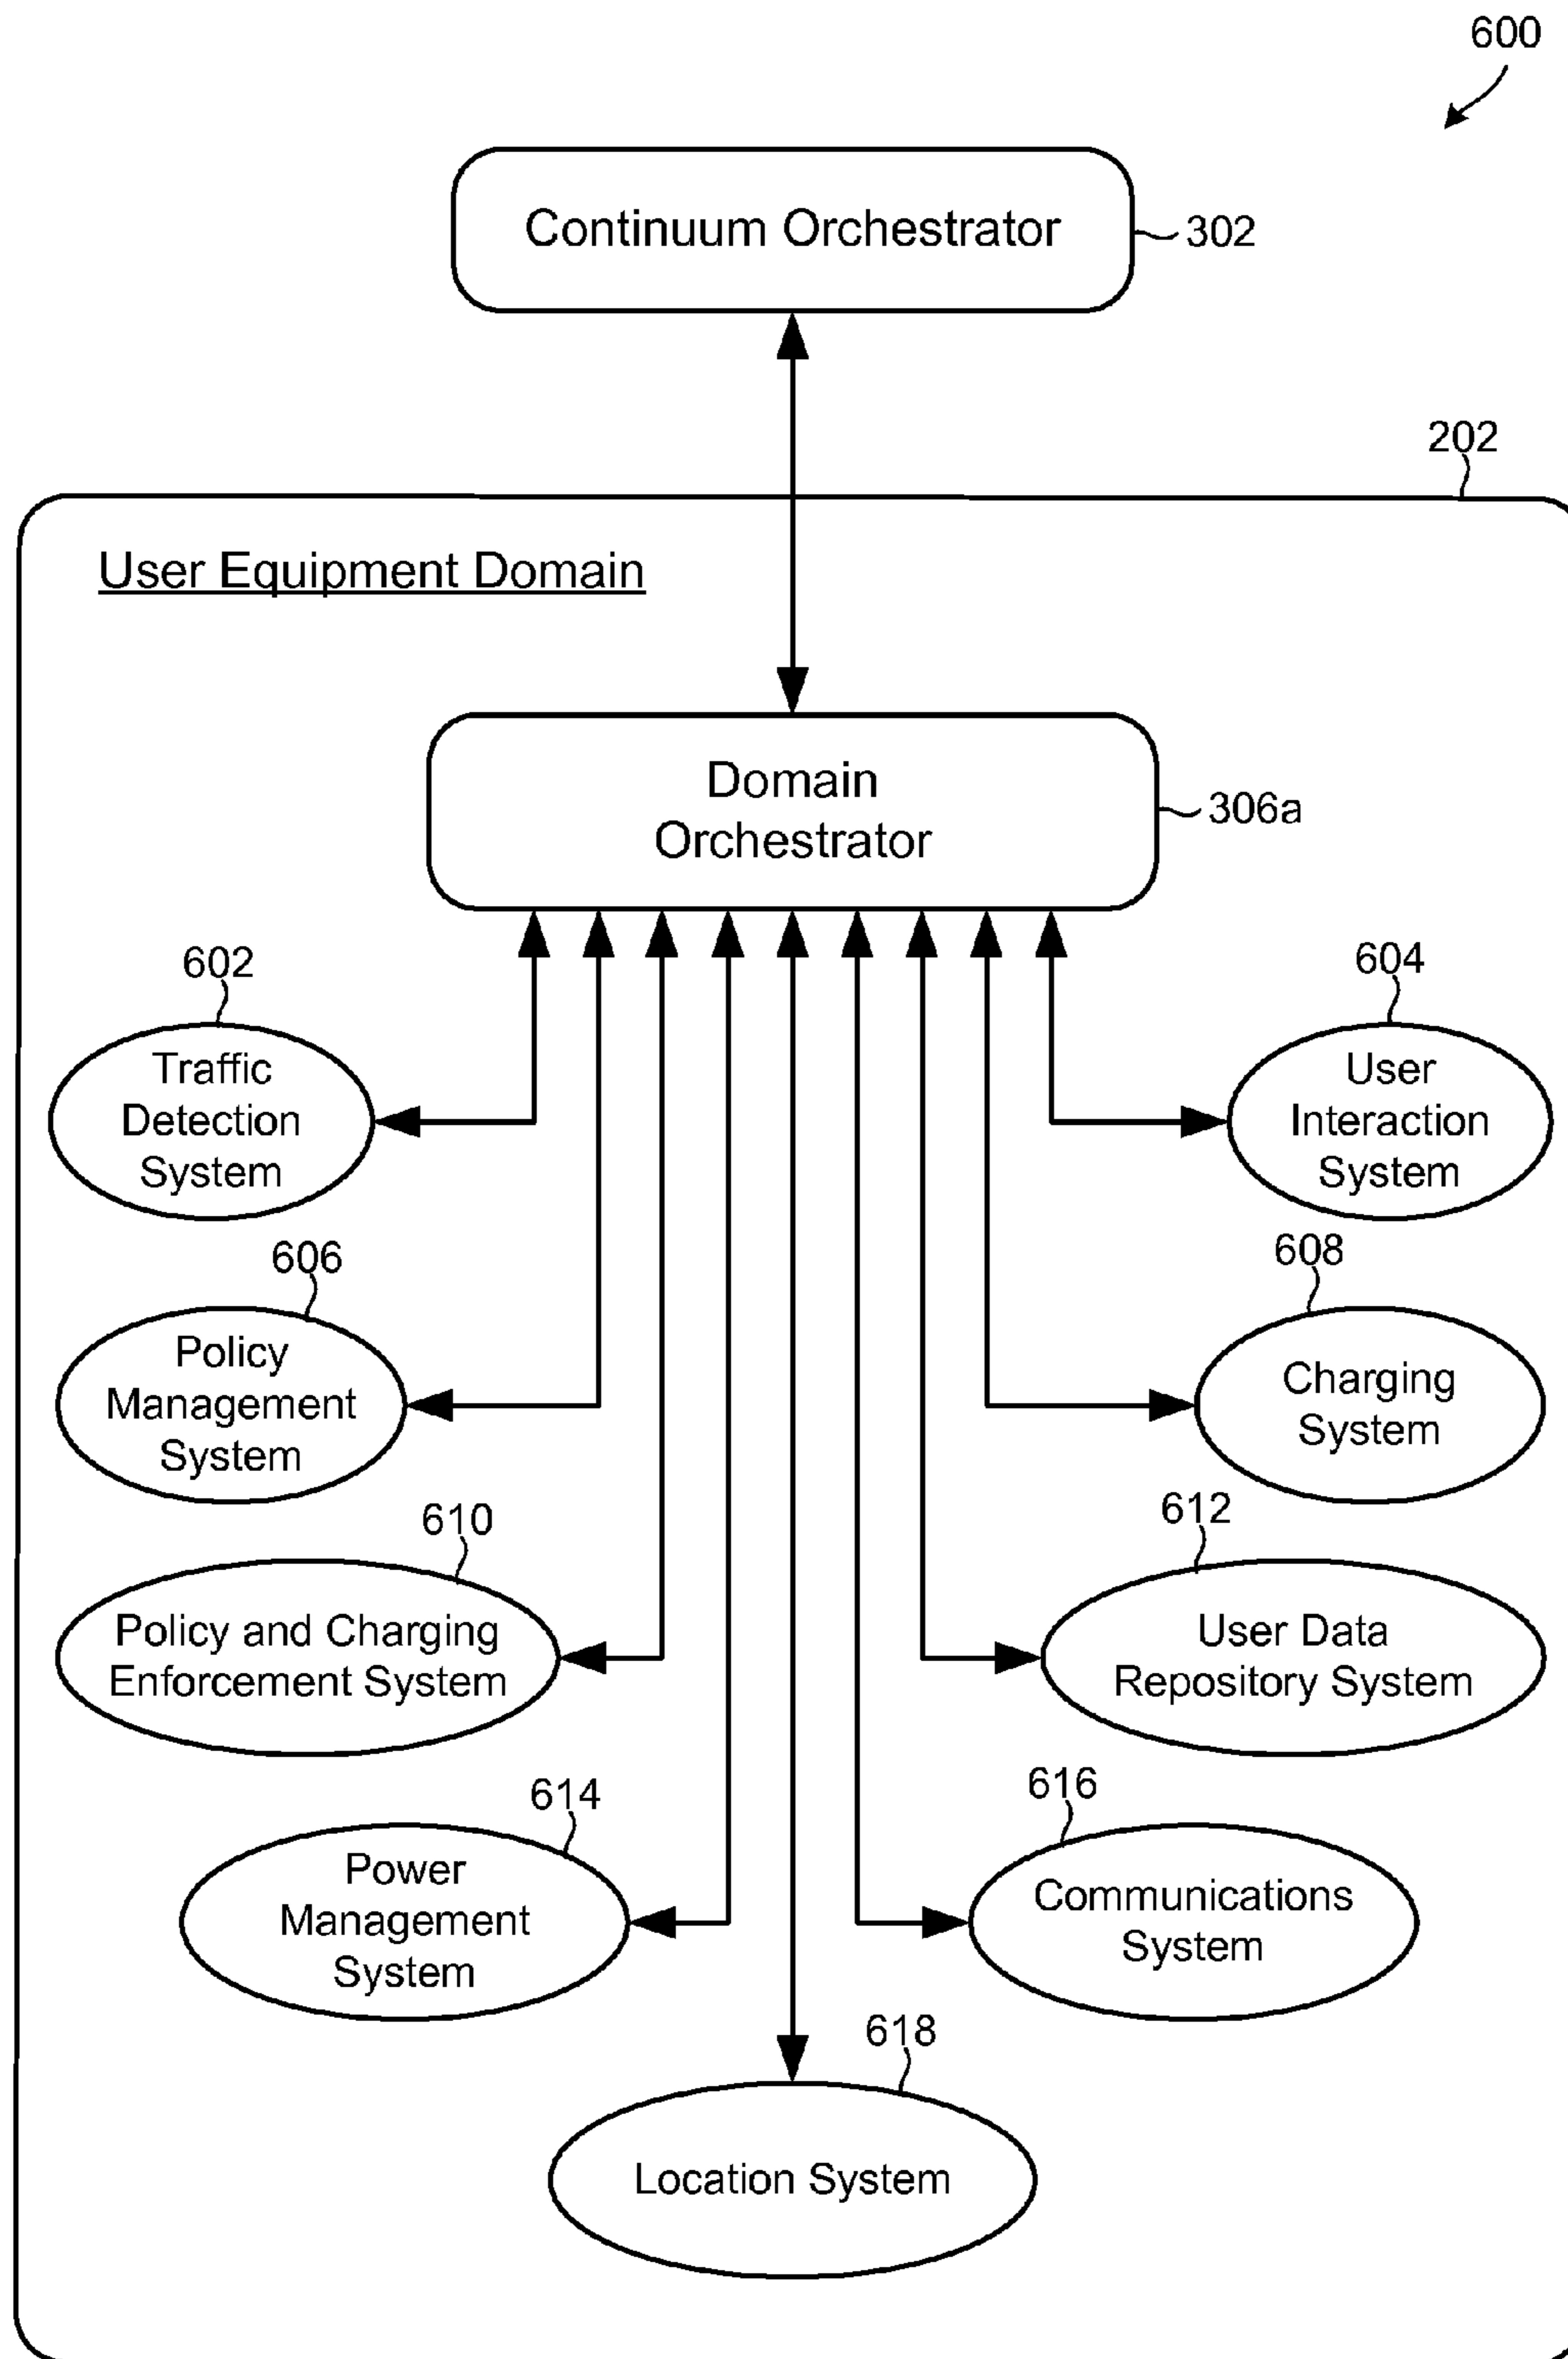 600
Continuum Orchestrator
302
202
User Equipment Domain
Domain
Orchestrator
306a
602
Traffic
Detection
System
604
User
Interaction
System
606
Policy
Management
System
608
Charging
System
610
Policy and Charging
Enforcement System
612
User Data
Repository System
614
Power
Management
System
616
Communications
System
618
Location System